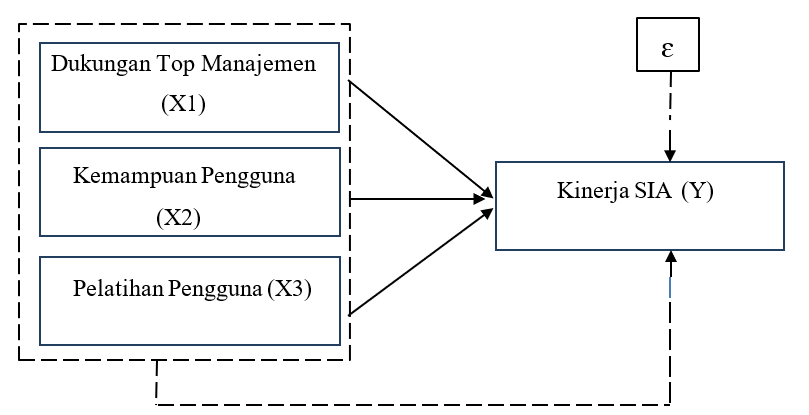 Dukungan Top Manajemen
(X1)
Kemampuan Pengguna
(X2)
Pelatihan Pengguna (X3)
ε
Kinerja SIA (Y)